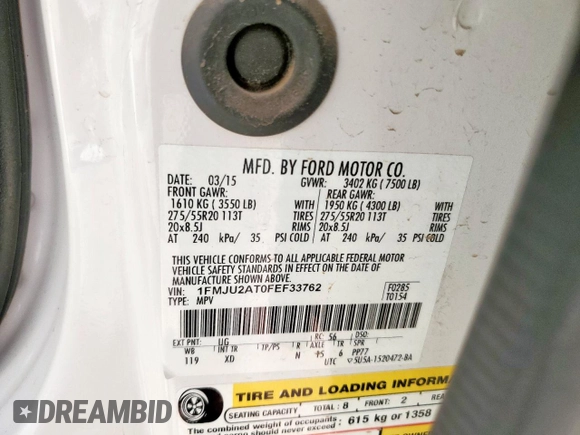 MFD. BY FORD MOTOR CO.
DATE: 03/15 GVWR: 3402 KG ( 7500 LB)
FRONT GAWR: REAR GAWR:
1610 KG ( 3550 LB) WITH 1950 KG ( 4300 LB) WITH
275/55R20 113T TIRES 275/55R20 113T TIRES
20x8.5J RIMS 20x8.5J RIMS
AT 240 kPa/ 35 PSI COLD AT 240 kPa/ 35 PSI COLD
THIS VEHICLE CONFORMS TO ALL APPLICABLE FEDERAL MOTOR
VEHICLE SAFETY STANDARDS IN EFFECT ON THE DATE OF
MANUFACTURE SHOWN ABOVE.
VIN: 1FMJU2AT0FEF33762 F0285
TYPE: MPV T0154
EXT PNT: UG RC: 56 DSO:
WB INT TR TP/PS R AXLE TR SPR
119 XD N 6 PP77
UTC SUSA-1520472-BA
TIRE AND LOADING INFORM
SEATING CAPACITY TOTAL: 8 FRONT: 2 REA
The combined weight of occupants
615 kg or 1358
DREAMBID